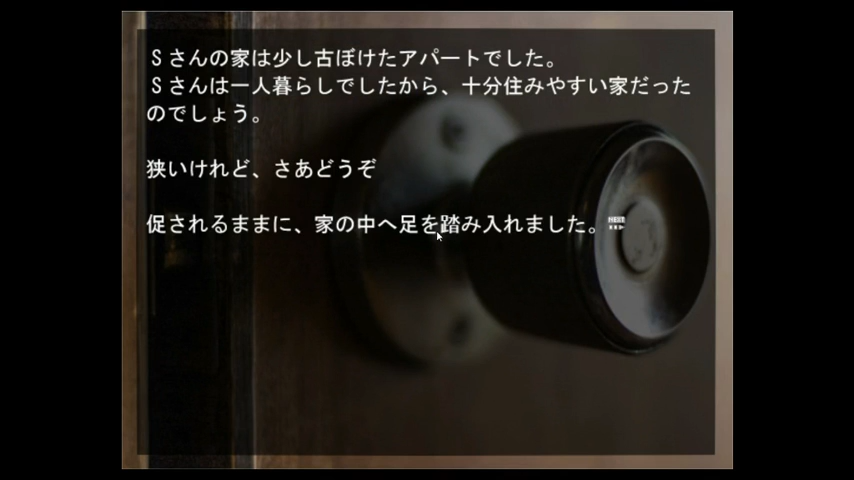 Ｓさんの家は少し古ぼけたアパートでした。
Ｓさんは一人暮らしでしたから、十分住みやすい家だった
のでしょう。
狭いけれど、さあどうぞ
促されるままに、家の中へ足を踏み入れました。